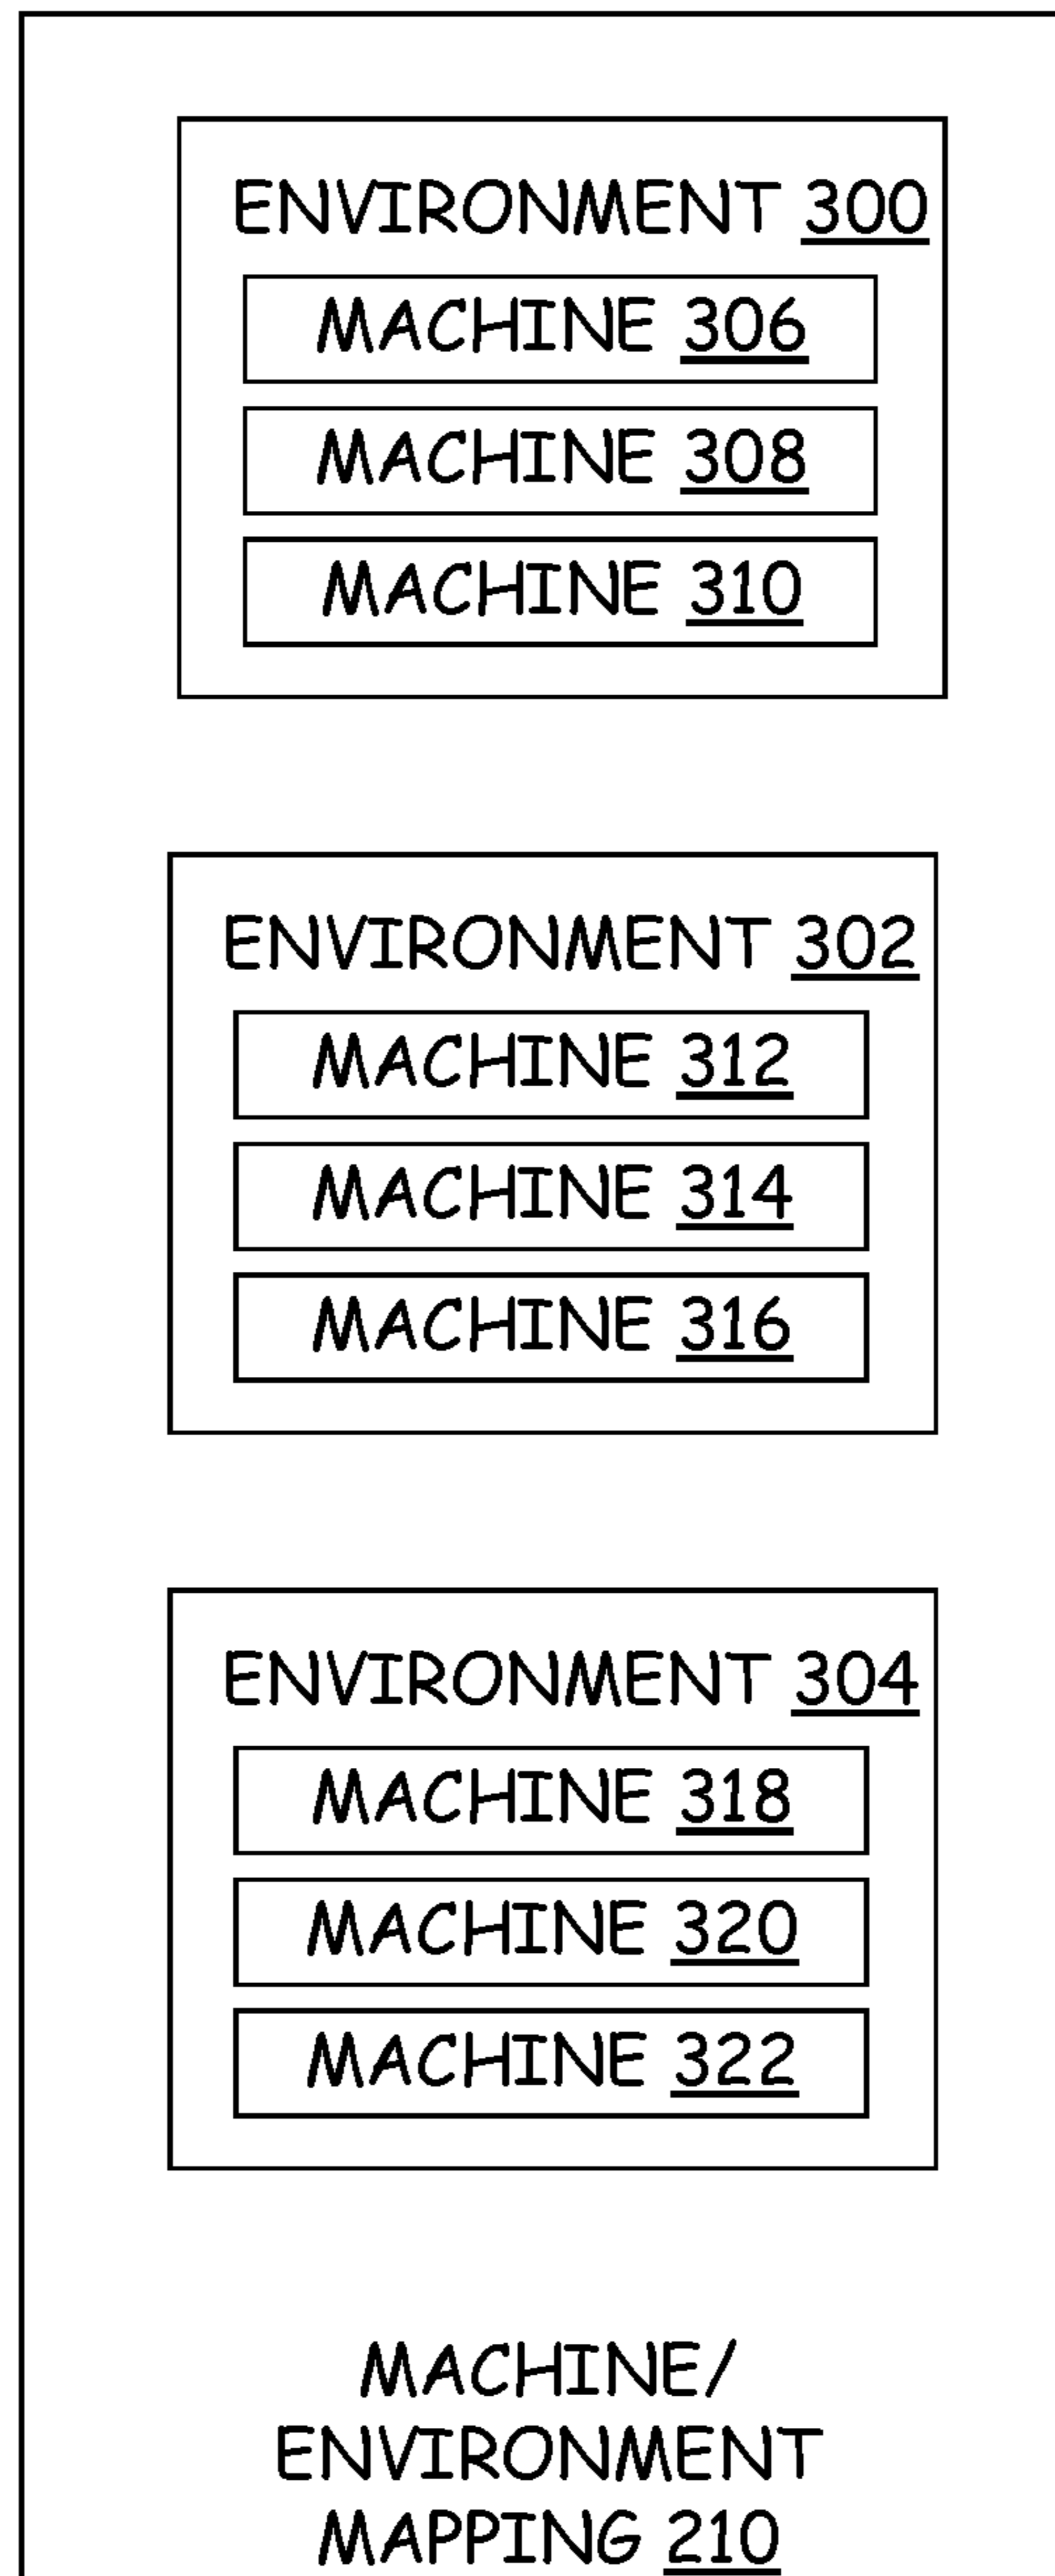 ENVIRONMENT 300
MACHINE 306
MACHINE 308
MACHINE 310
ENVIRONMENT 302
MACHINE 312
MACHINE 314
MACHINE 316
ENVIRONMENT 304
MACHINE 318
MACHINE 320
MACHINE 322
MACHINE/
ENVIRONMENT
MAPPING 210